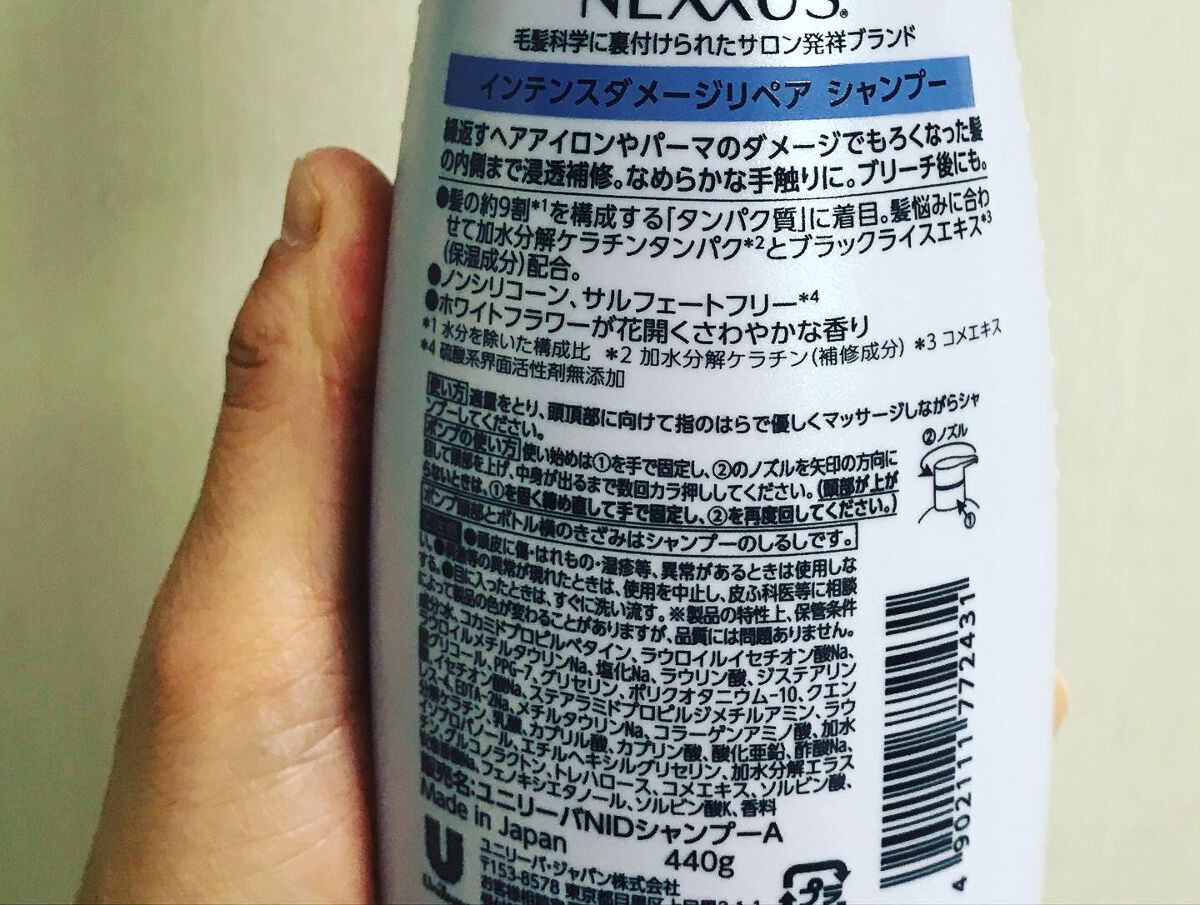 NEXXUS®
毛髪科学に裏付けられたサロン発祥ブランド
インテンスダメージリペア シャンプー
繰返すヘアアイロンやパーマのダメージでもろくなった髪
の内側まで浸透補修。なめらかな手触りに。ブリーチ後にも。
●髪の約9割*1を構成する「タンパク質」に着目。髪悩みに合わ
せて加水分解ケラチンタンパク*2とブラックライスエキス*3
(保湿成分)配合。
●ノンシリコーン、サルフェートフリー*4
●ホワイトフラワーが花開くさわやかな香り
*1 水分を除いた構成比 *2 加水分解ケラチン(補修成分) *3 コメエキス
*4 硫酸系界面活性剤無添加
使い方 適量をとり、頭頂部に向けて指のはらで優しくマッサージしながらシャ
ンプーしてください。
ポンプの使い方 使い始めは①を手で固定し、②のノズルを矢印の方向に
回して頭部を上げ、中身が出るまで数回カラ押ししてください。(頭部が上が
らないときは、①を固く締め直して手で固定し、②を再度回してください。)
②ノズル
①
ポンプ頭部とボトル横のきざみはシャンプーのしるしです。
●頭皮に傷・はれもの・湿疹等、異常があるときは使用しな
い。●刺激等の異常が現れたときは、使用を中止し、皮ふ科医等に相談
する。●目に入ったときは、すぐに洗い流す。※製品の特性上、保管条件
によって製品の色が変わることがありますが、品質には問題ありません。
成分:水、コカミドプロピルベタイン、ラウロイルイセチオン酸Na、
ラウロイルメチルタウリンNa、塩化Na、ラウリン酸、ジステアリン
酸グリコール、PPG-7、グリセリン、ポリクオタニウム-10、クエン
酸、イセチオン酸Na、ステアラミドプロピルジメチルアミン、ラウ
レス-4、EDTA-2Na、メチルタウリンNa、コラーゲンアミノ酸、加水
分解ケラチン、乳酸、カプリル酸、カプリン酸、酸化亜鉛、酢酸Na、
イソプロパノール、エチルヘキシルグリセリン、加水分解エラス
チン、グルコノラクトン、トレハロース、コメエキス、ソルビン酸、
安息香酸Na、フェノキシエタノール、ソルビン酸K、香料
販売名:ユニリーバNIDシャンプーA
Made in Japan
440g
ユニリーバ・ジャパン株式会社
〒153-8578 東京都目黒区上目黒2-1-1
プラ
4 902111 772431